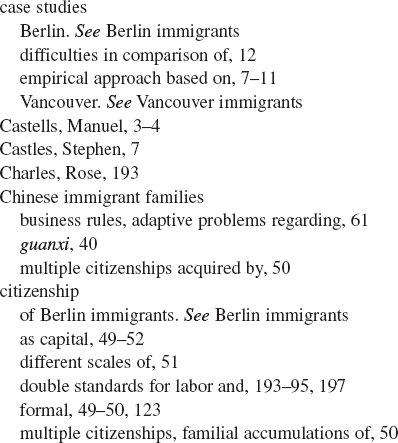 case studies
Berlin. See Berlin immigrants
difficulties in comparison of, 12
empirical approach based on, 7–11
Vancouver. See Vancouver immigrants
Castells, Manuel, 3–4
Castles, Stephen, 7
Charles, Rose, 193
Chinese immigrant families
business rules, adaptive problems regarding, 61
guanxi, 40
multiple citizenships acquired by, 50
citizenship
of Berlin immigrants. See Berlin immigrants
as capital, 49–52
different scales of, 51
double standards for labor and, 193–95, 197
formal, 49–50, 123
multiple citizenships, familial accumulations of, 50